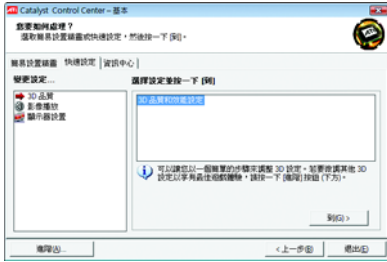 Catalyst Control Center - 基本
您要如何處理？
選取簡易設置精靈或快速設定，然後按一下 [到]。
簡易設置精靈 快速設定 資訊中心
變更設定... 選擇設定並按一下 [到]
3D 品質
影像播放
顯示器設置
3D 品質和效能設定
可以讓您以一個簡單的步驟來調整 3D 設定。若要微調其他 3D
設定以享有最佳遊戲體驗，請按一下 [進階] 按鈕 (下方)。
到(G) >
進階(A)... < 上一步(B) 退出(E)